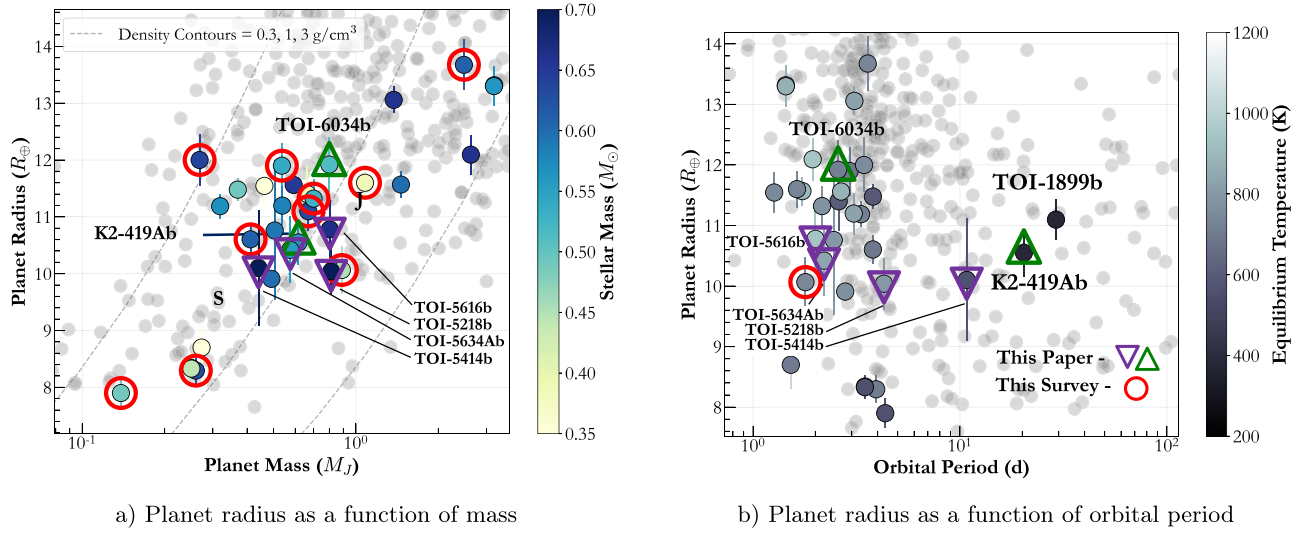 Density Contours = 0.3, 1, 3 g/cm³
TOI-6034b
J
K2-419Ab
S
TOI-5616b
TOI-5218b
TOI-5634Ab
TOI-5414b
14
13
12
11
10
9
8
Planet Radius (R⊕)
10⁻¹
10⁰
Planet Mass (M_J)
0.70
0.65
0.60
0.55
0.50
0.45
0.40
0.35
Stellar Mass (M⊙)
a) Planet radius as a function of mass
TOI-6034b
TOI-1899b
TOI-5616b
K2-419Ab
TOI-5634Ab
TOI-5218b
TOI-5414b
This Paper -
This Survey -
14
13
12
11
10
9
8
Planet Radius (R⊕)
10⁰
10¹
10²
Orbital Period (d)
1200
1000
800
600
400
200
Equilibrium Temperature (K)
b) Planet radius as a function of orbital period